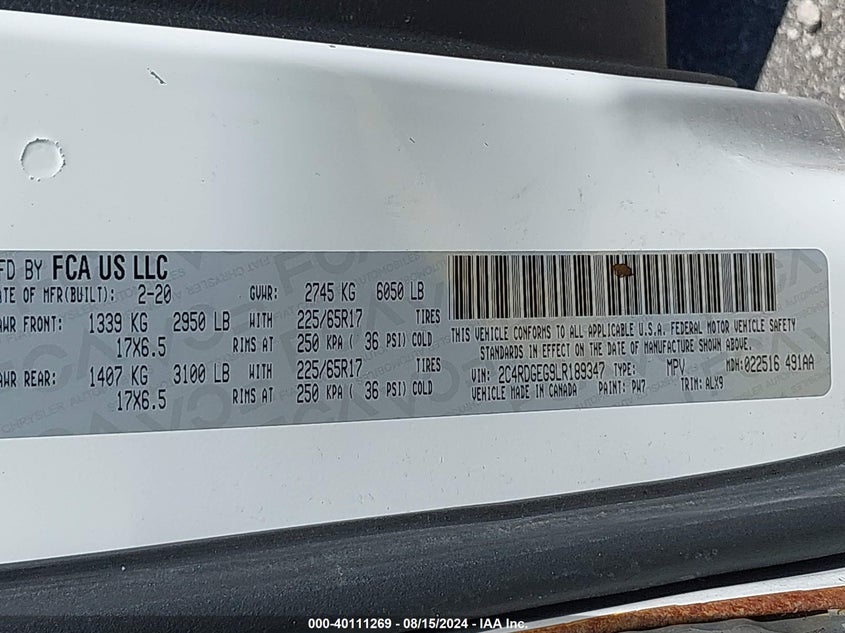 FD BY FCA US LLC
ATE OF MFR(BUILT): 2-20 GVWR: 2745 KG 6050 LB
AWR FRONT: 1339 KG 2950 LB WITH 225/65R17 TIRES
17X6.5 RIMS AT 250 KPA ( 36 PSI) COLD
AWR REAR: 1407 KG 3100 LB WITH 225/65R17 TIRES
17X6.5 RIMS AT 250 KPA ( 36 PSI) COLD
THIS VEHICLE CONFORMS TO ALL APPLICABLE U.S.A. FEDERAL MOTOR VEHICLE SAFETY
STANDARDS IN EFFECT ON THE DATE OF MANUFACTURE SHOWN ABOVE.
VIN: 2C4RDGEG9LR189347 TYPE: MPV MDH: 022516 491AA
VEHICLE MADE IN CANADA PAINT: PW7 TRIM: ALX9
000-40111269 - 08/15/2024 - IAA Inc.